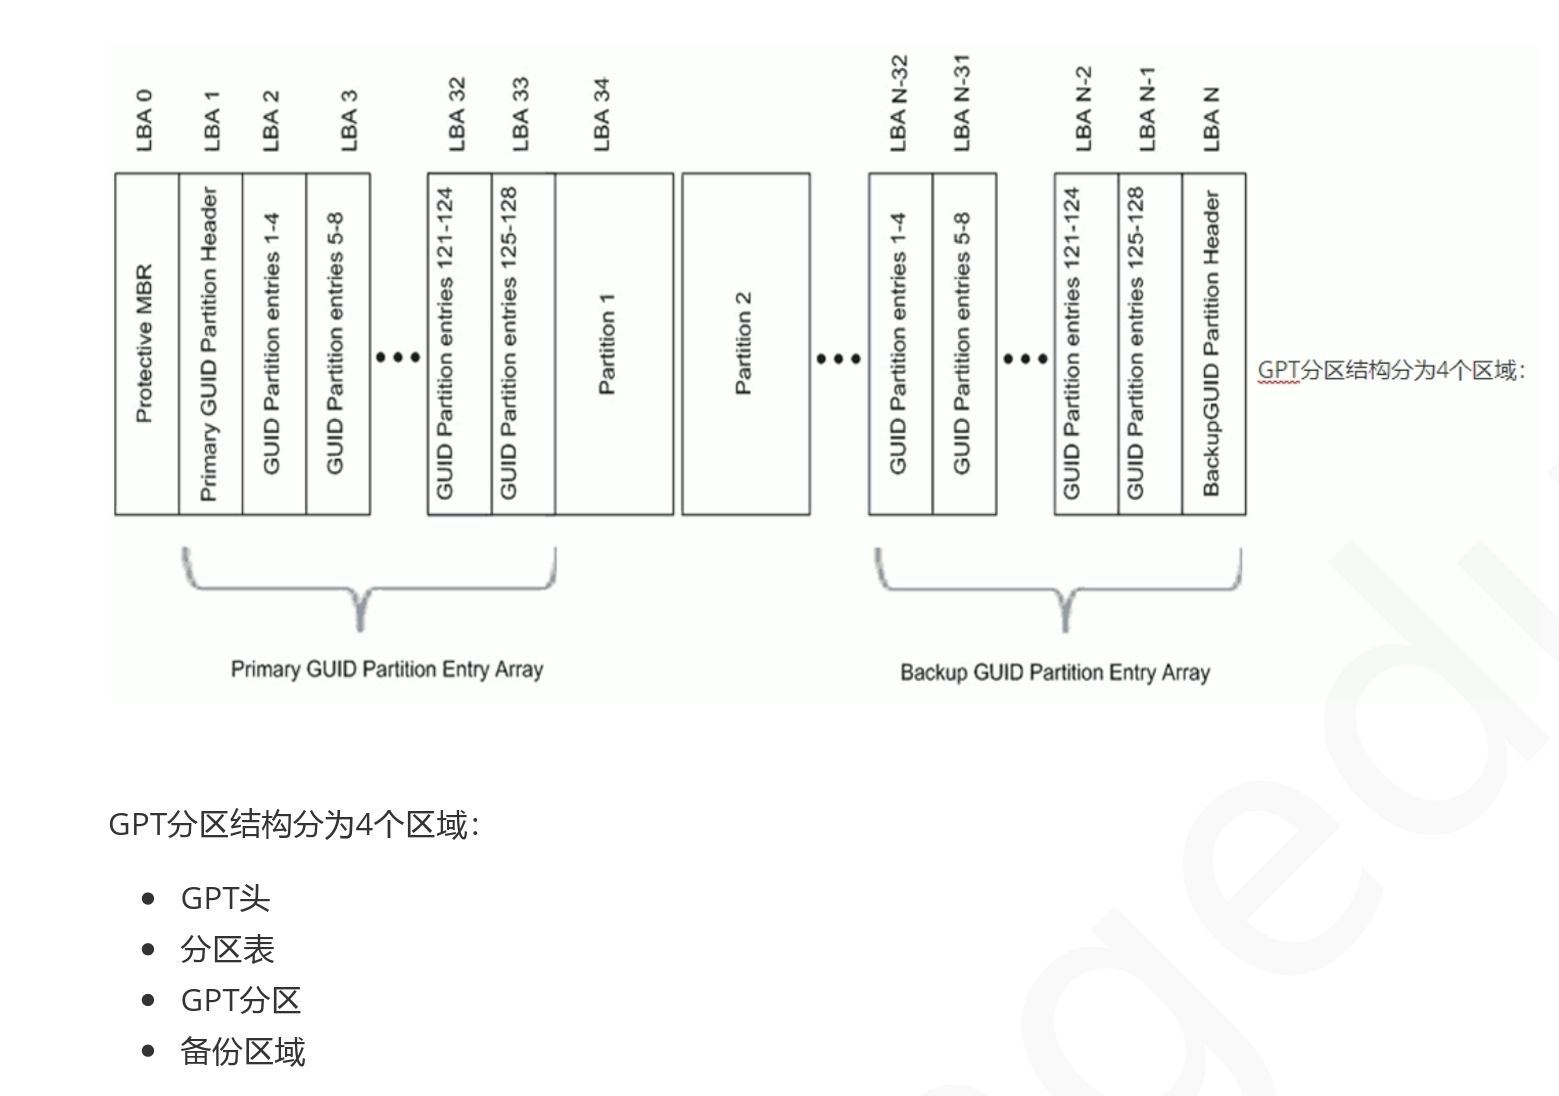 LBA 0
LBA 1
LBA 2
LBA 3
LBA 32
LBA 33
LBA 34
LBA N-32
LBA N-31
LBA N-2
LBA N-1
LBA N
Protective MBR
Primary GUID Partition Header
GUID Partition entries 1-4
GUID Partition entries 5-8
GUID Partition entries 121-124
GUID Partition entries 125-128
Partition 1
Partition 2
GUID Partition entries 1-4
GUID Partition entries 5-8
GUID Partition entries 121-124
GUID Partition entries 125-128
BackupGUID Partition Header
GPT分区结构分为4个区域：
Primary GUID Partition Entry Array
Backup GUID Partition Entry Array
GPT分区结构分为4个区域：
GPT头
分区表
GPT分区
备份区域